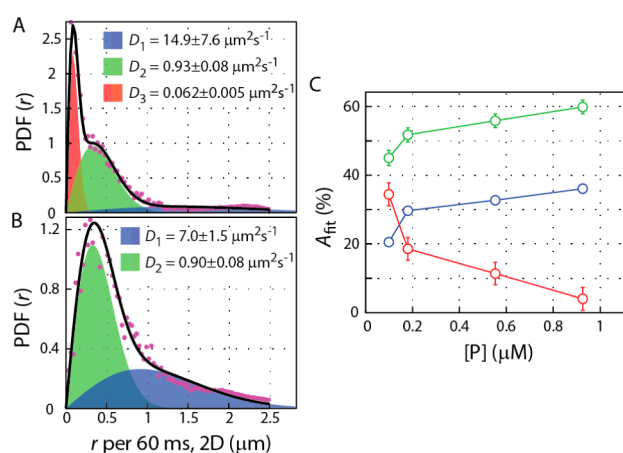 A
D₁ = 14.9±7.6 µm²s⁻¹
D₂ = 0.93±0.08 µm²s⁻¹
D₃ = 0.062±0.005 µm²s⁻¹
PDF (r)
2.5
2
1.5
1
0.5
0
B
D₁ = 7.0±1.5 µm²s⁻¹
D₂ = 0.90±0.08 µm²s⁻¹
PDF (r)
1.2
0.8
0.4
0
0 0.5 1.0 1.5 2.0 2.5
r per 60 ms, 2D (µm)
C
A fit (%)
60
40
20
0
0 0.2 0.4 0.6 0.8 1
[P] (µM)